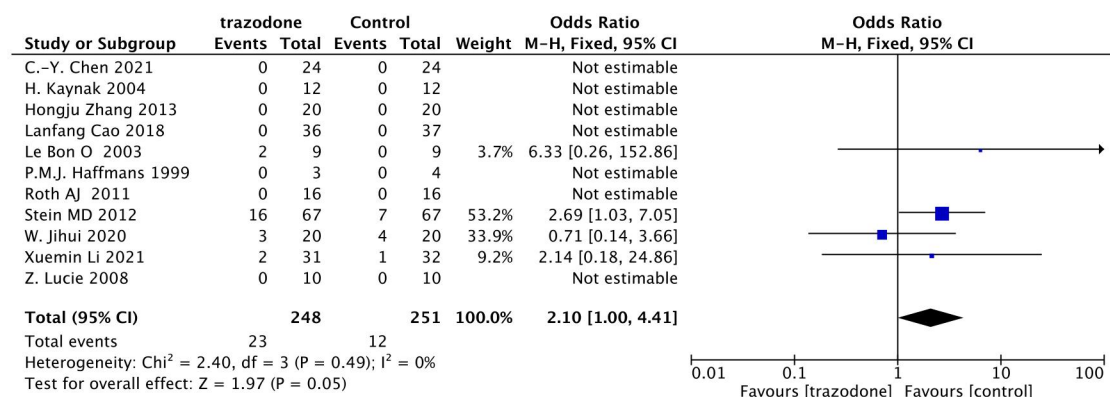 trazodone Control Odds Ratio Odds Ratio
Study or Subgroup Events Total Events Total Weight M-H, Fixed, 95% CI M-H, Fixed, 95% CI
C.-Y. Chen 2021 0 24 0 24 Not estimable
H. Kaynak 2004 0 12 0 12 Not estimable
Hongju Zhang 2013 0 20 0 20 Not estimable
Lanfang Cao 2018 0 36 0 37 Not estimable
Le Bon O 2003 2 9 0 9 3.7% 6.33 [0.26, 152.86]
P.M.J. Haffmans 1999 0 3 0 4 Not estimable
Roth AJ 2011 0 16 0 16 Not estimable
Stein MD 2012 16 67 7 67 53.2% 2.69 [1.03, 7.05]
W. Jihui 2020 3 20 4 20 33.9% 0.71 [0.14, 3.66]
Xuemin Li 2021 2 31 1 32 9.2% 2.14 [0.18, 24.86]
Z. Lucie 2008 0 10 0 10 Not estimable
Total (95% CI) 248 251 100.0% 2.10 [1.00, 4.41]
Total events 23 12
Heterogeneity: Chi² = 2.40, df = 3 (P = 0.49); I² = 0%
Test for overall effect: Z = 1.97 (P = 0.05)
0.01 0.1 1 10 100
Favours [trazodone] Favours [control]